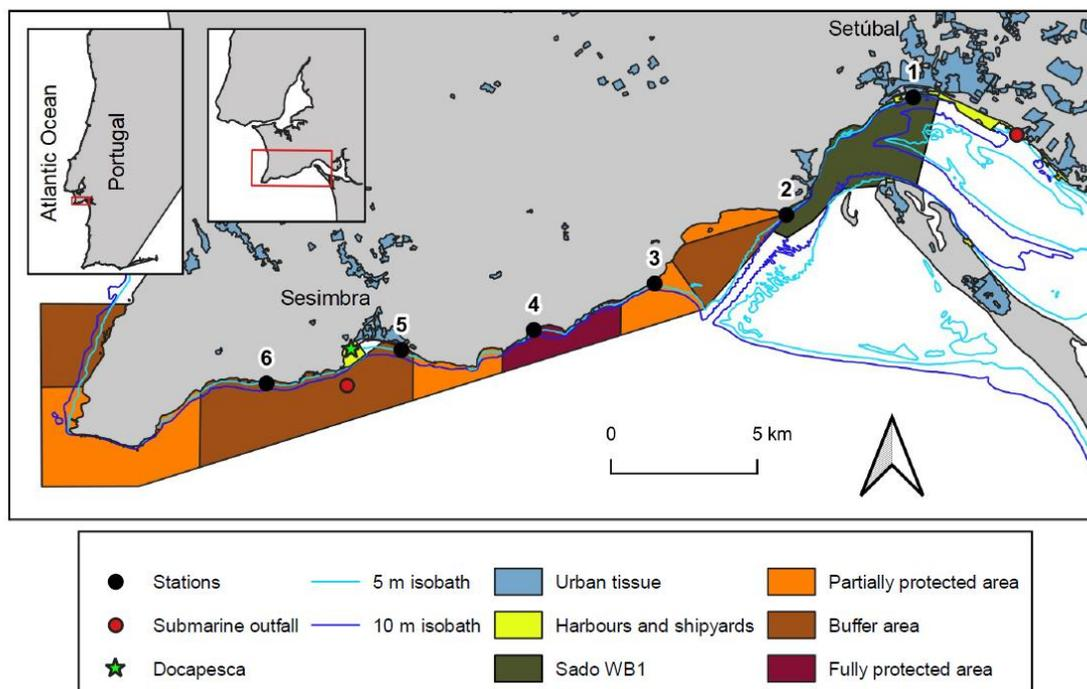 Setúbal
1
Atlantic Ocean
Portugal
2
3
Sesimbra
4
5
6
0 5 km
Stations
5 m isobath
Urban tissue
Partially protected area
Submarine outfall
10 m isobath
Harbours and shipyards
Buffer area
Docapesca
Sado WB1
Fully protected area